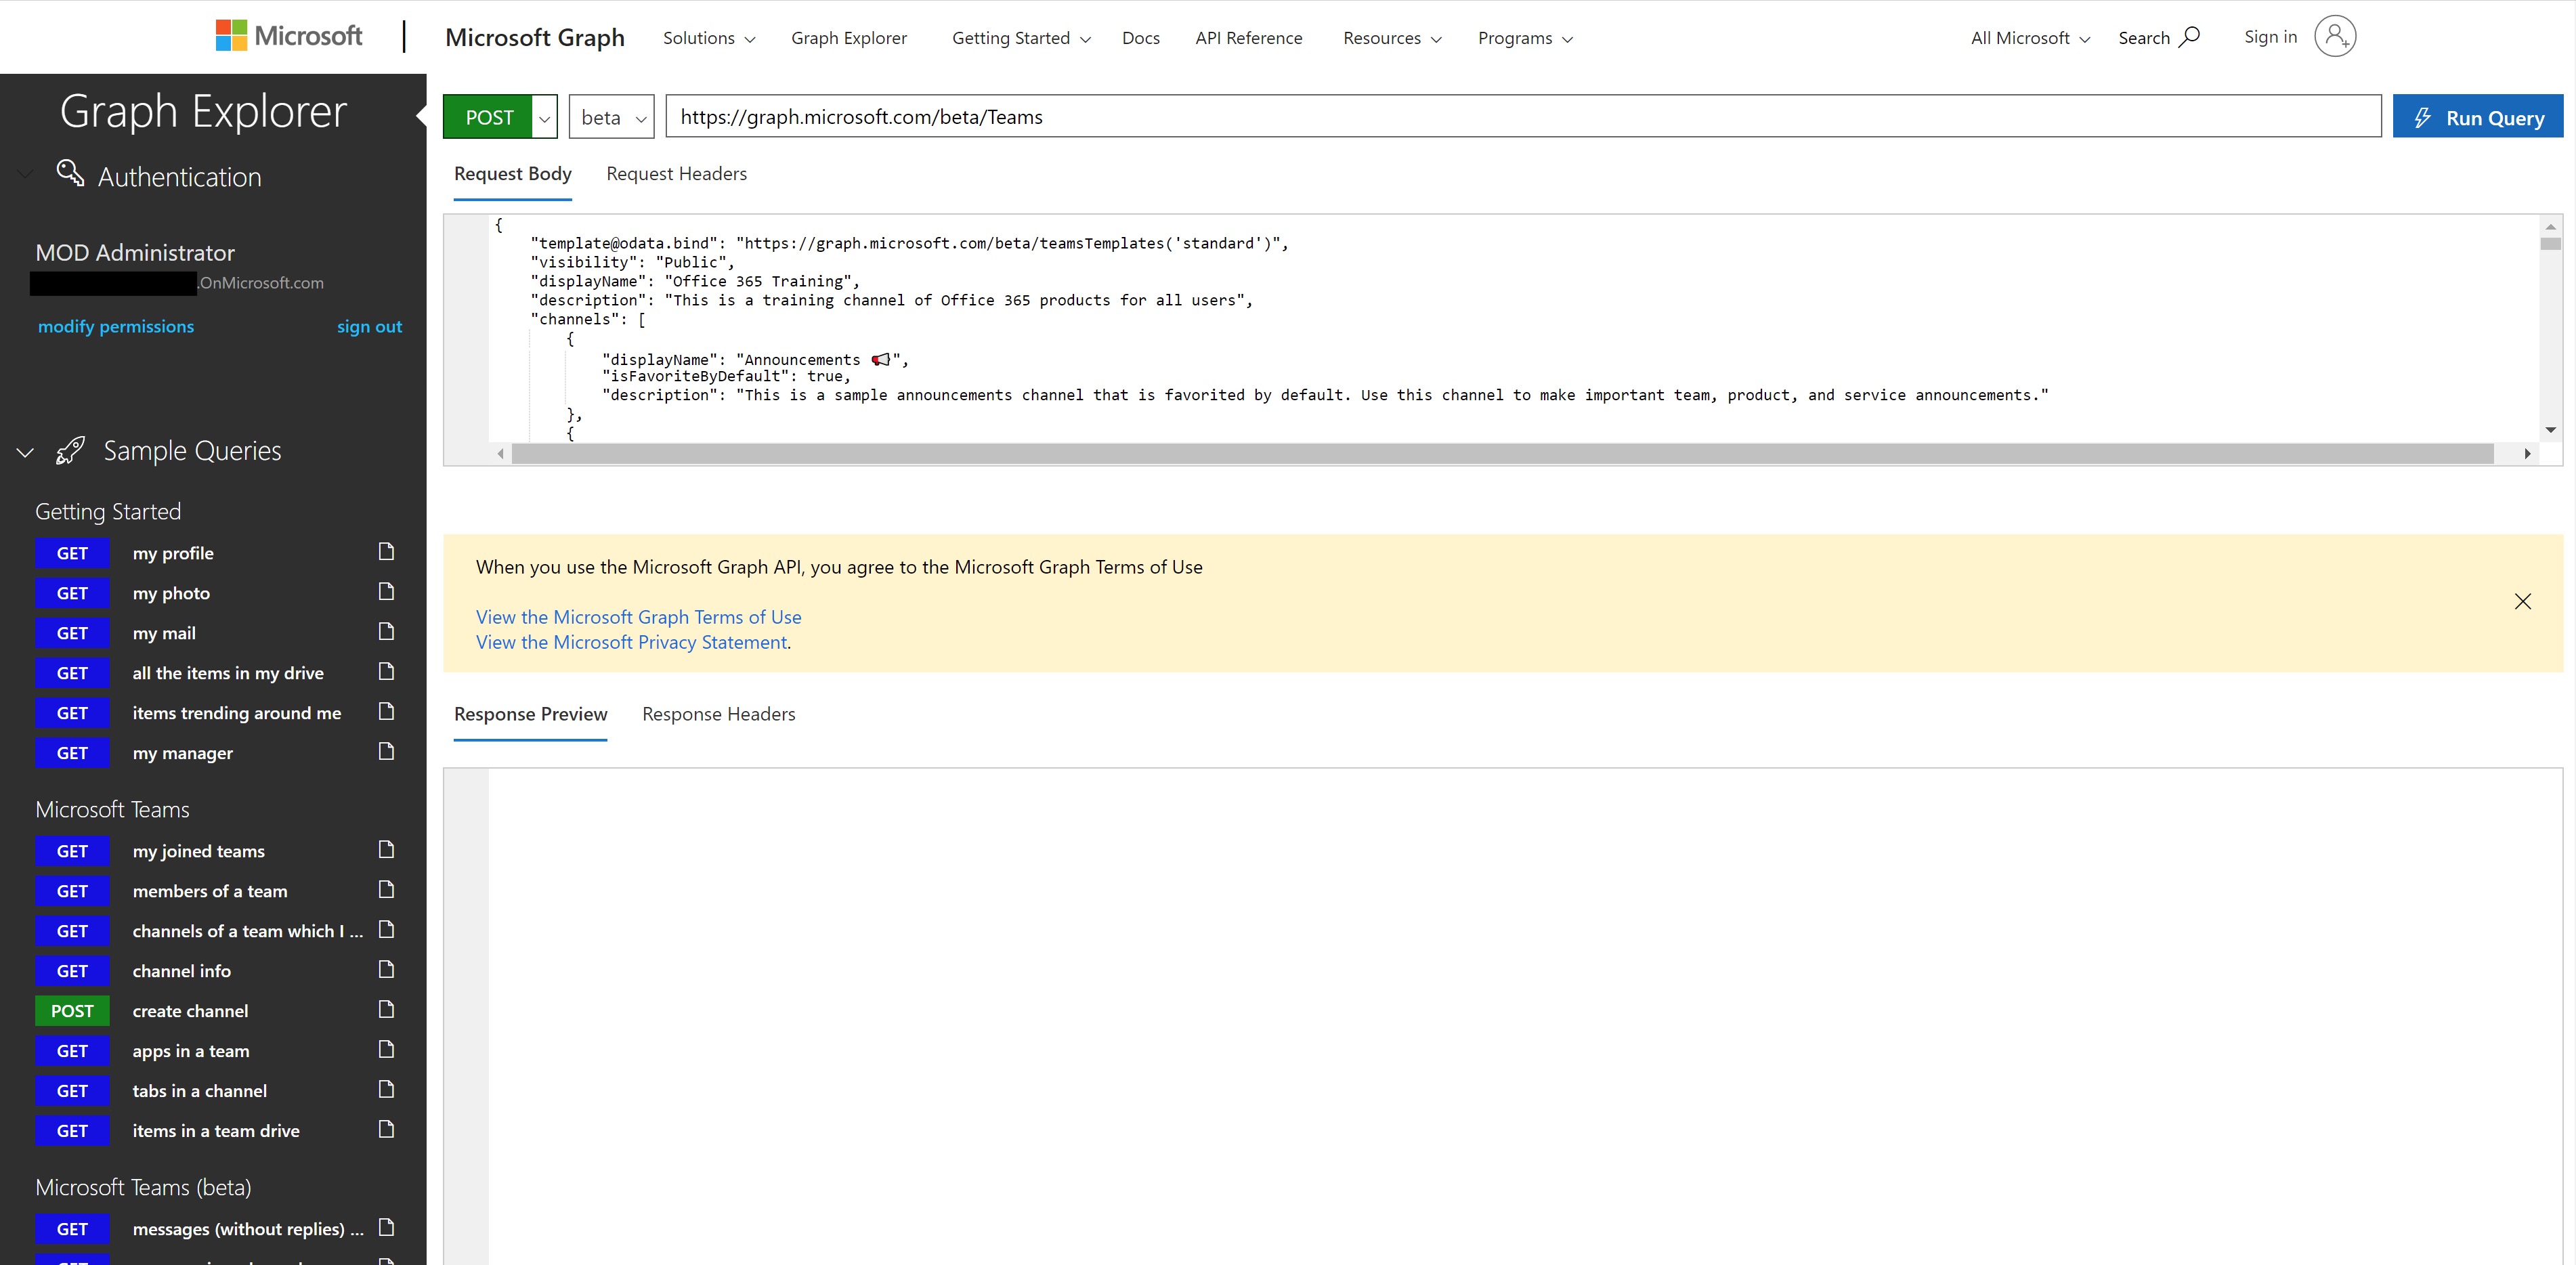 Microsoft
Microsoft Graph
Solutions
Graph Explorer
Getting Started
Docs
API Reference
Resources
Programs
All Microsoft
Search
Sign in
Graph Explorer
Authentication
MOD Administrator
.OnMicrosoft.com
modify permissions
sign out
Sample Queries
Getting Started
GET my profile
GET my photo
GET my mail
GET all the items in my drive
GET items trending around me
GET my manager
Microsoft Teams
GET my joined teams
GET members of a team
GET channels of a team which I ...
GET channel info
POST create channel
GET apps in a team
GET tabs in a channel
GET items in a team drive
Microsoft Teams (beta)
GET messages (without replies) ...
POST
beta
https://graph.microsoft.com/beta/Teams
Run Query
Request Body
Request Headers
{
"template@odata.bind": "https://graph.microsoft.com/beta/teamsTemplates('standard')",
"visibility": "Public",
"displayName": "Office 365 Training",
"description": "This is a training channel of Office 365 products for all users",
"channels": [
{
"displayName": "Announcements 📢",
"isFavoriteByDefault": true,
"description": "This is a sample announcements channel that is favorited by default. Use this channel to make important team, product, and service announcements."
},
{
When you use the Microsoft Graph API, you agree to the Microsoft Graph Terms of Use
View the Microsoft Graph Terms of Use
View the Microsoft Privacy Statement.
Response Preview
Response Headers